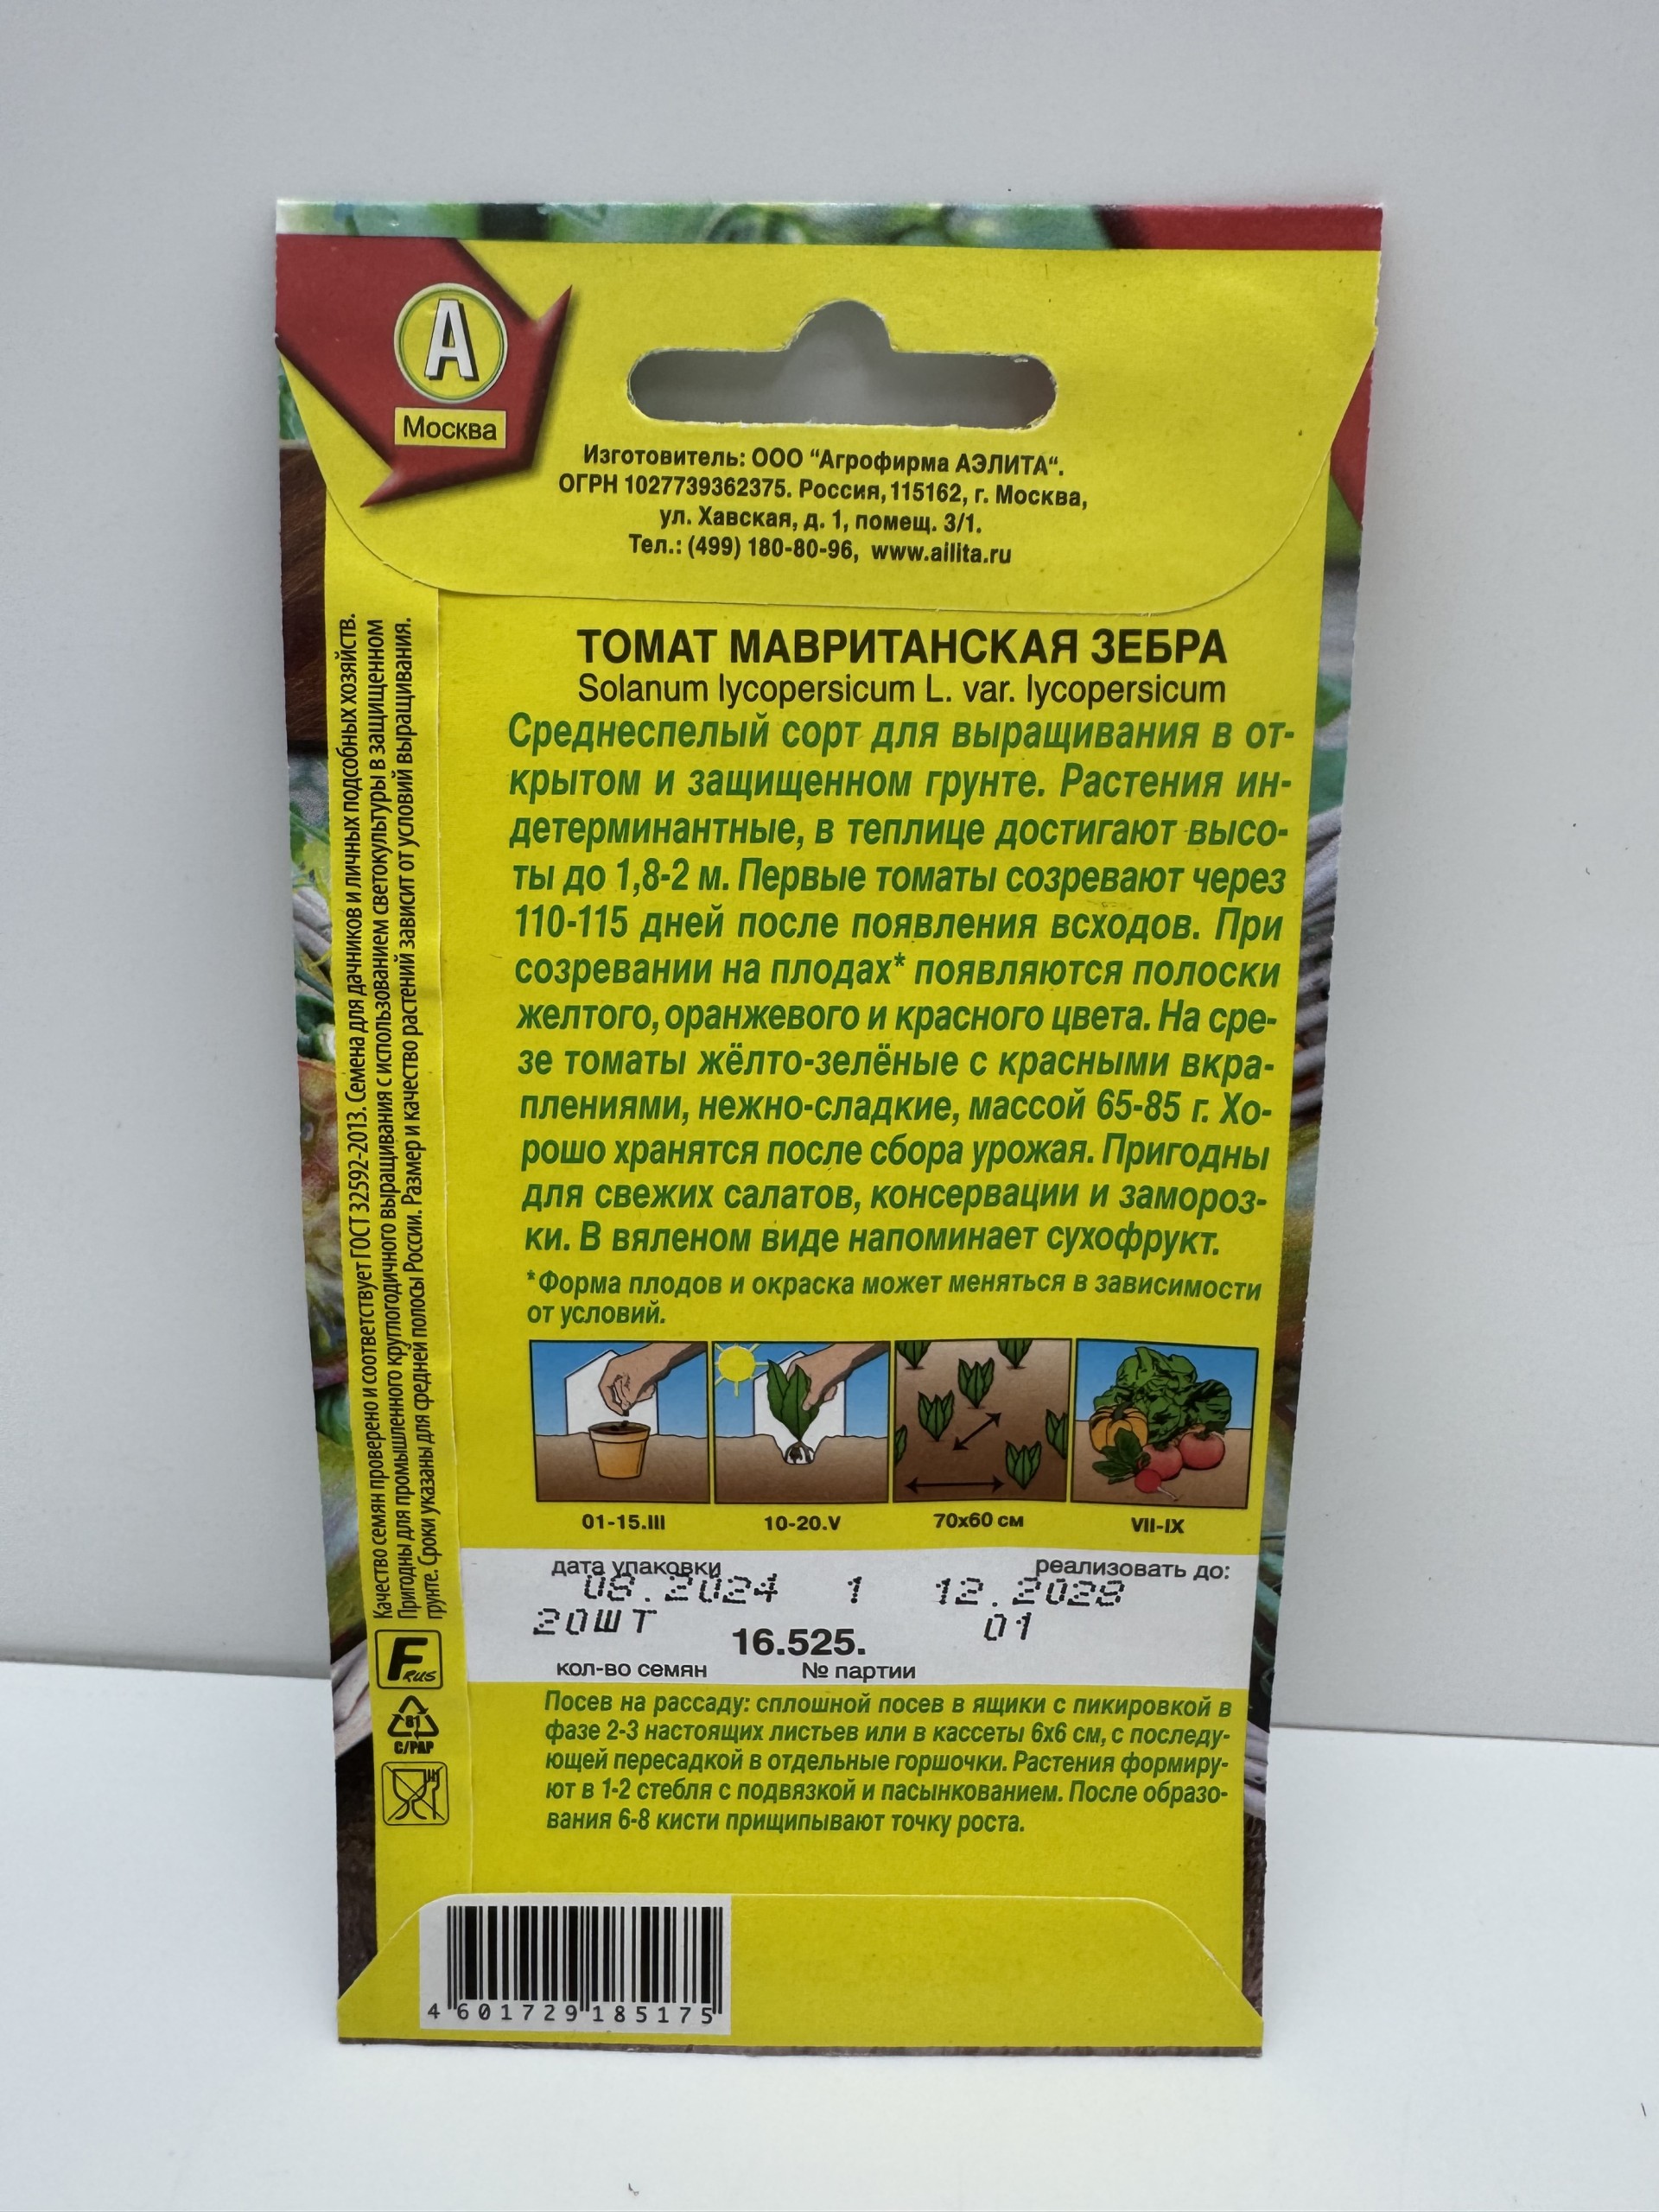 А
Москва
Изготовитель: ООО “Агрофирма АЭЛИТА“.
ОГРН 1027739362375. Россия, 115162, г. Москва,
ул. Хавская, д. 1, помещ. 3/1.
Тел.: (499) 180-80-96, www.ailita.ru
ТОМАТ МАВРИТАНСКАЯ ЗЕБРА
Solanum lycopersicum L. var. lycopersicum
Среднеспелый сорт для выращивания в от-
крытом и защищенном грунте. Растения ин-
детерминантные, в теплице достигают высо-
ты до 1,8-2 м. Первые томаты созревают через
110-115 дней после появления всходов. При
созревании на плодах* появляются полоски
желтого, оранжевого и красного цвета. На сре-
зе томаты жёлто-зелёные с красными вкра-
плениями, нежно-сладкие, массой 65-85 г. Хо-
рошо хранятся после сбора урожая. Пригодны
для свежих салатов, консервации и замороз-
ки. В вяленом виде напоминает сухофрукт.
*Форма плодов и окраска может меняться в зависимости
от условий.
01-15.III 10-20.V 70x60 см VII-IX
дата упаковки реализовать до:
08.2024 1 12.2028
20ШТ 16.525. 01
кол-во семян № партии
Посев на рассаду: сплошной посев в ящики с пикировкой в
фазе 2-3 настоящих листьев или в кассеты 6х6 см, с последу-
ющей пересадкой в отдельные горшочки. Растения формиру-
ют в 1-2 стебля с подвязкой и пасынкованием. После образо-
вания 6-8 кисти прищипывают точку роста.
Качество семян проверено и соответствует ГОСТ 32592-2013. Семена для дачников и личных подсобных хозяйств.
Пригодны для промышленного круглогодичного выращивания с использованием светокультуры в защищенном
грунте. Сроки указаны для средней полосы России. Размер и качество растений зависит от условий выращивания.
F RUS
81
C/PAP
4 601729 185175